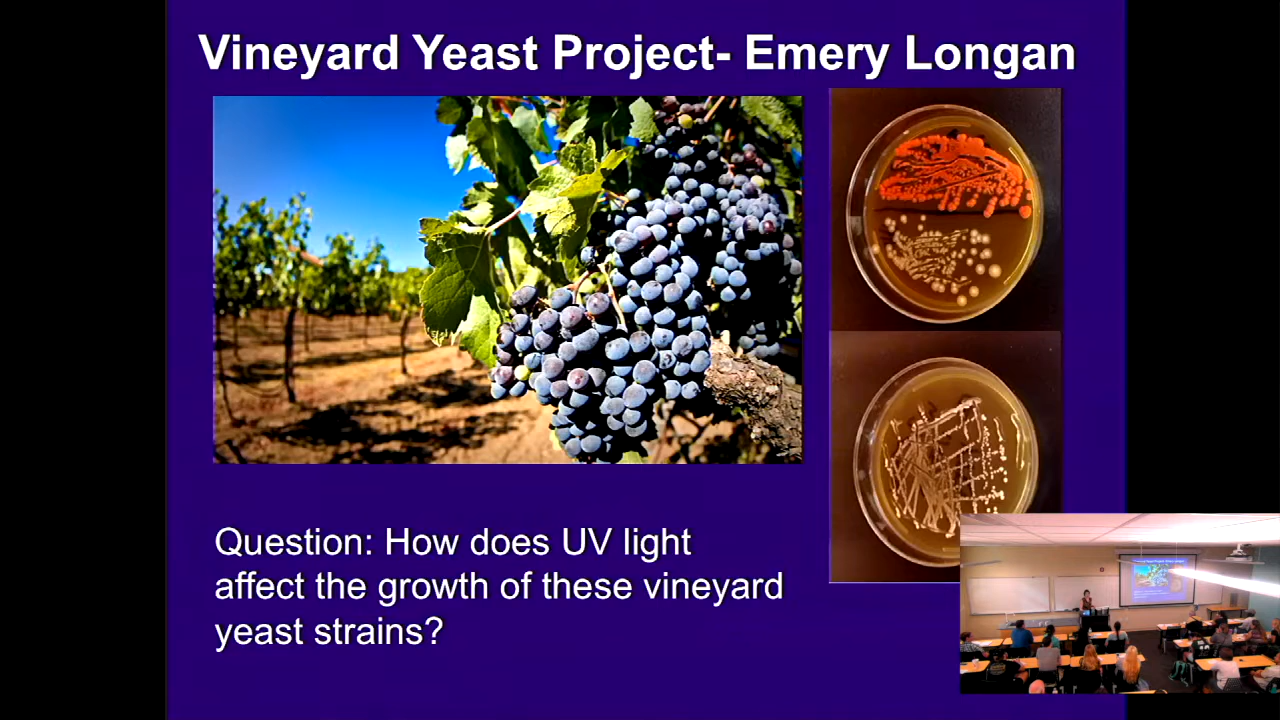 Vineyard Yeast Project- Emery Longan
Question: How does UV light
affect the growth of these vineyard
yeast strains?